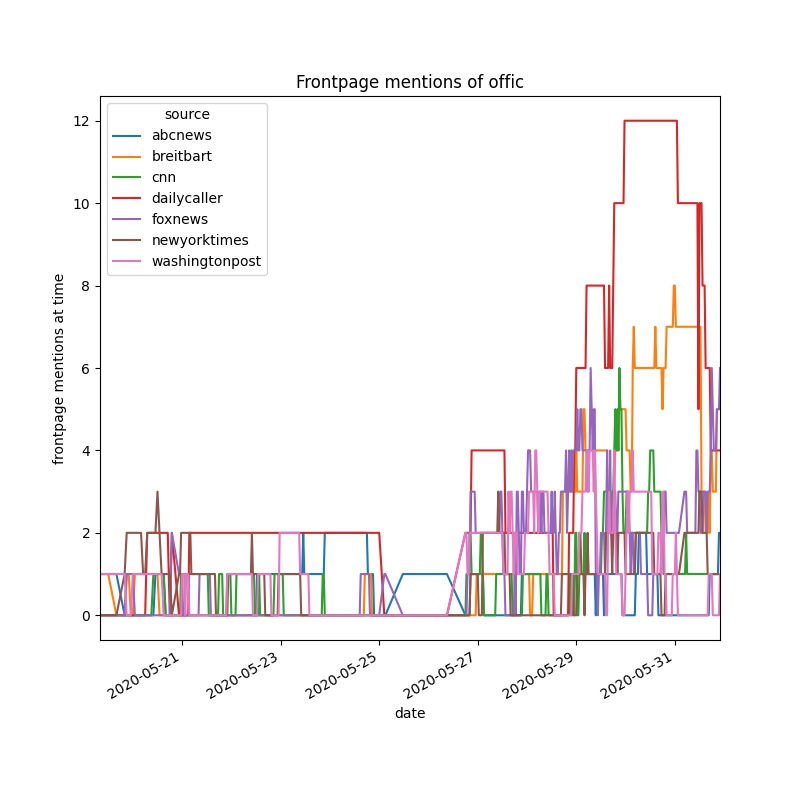 Frontpage mentions of offic
source
abcnews
breitbart
cnn
dailycaller
foxnews
newyorktimes
washingtonpost
12
10
8
6
4
2
0
frontpage mentions at time
2020-05-21
2020-05-23
2020-05-25
2020-05-27
2020-05-29
2020-05-31
date